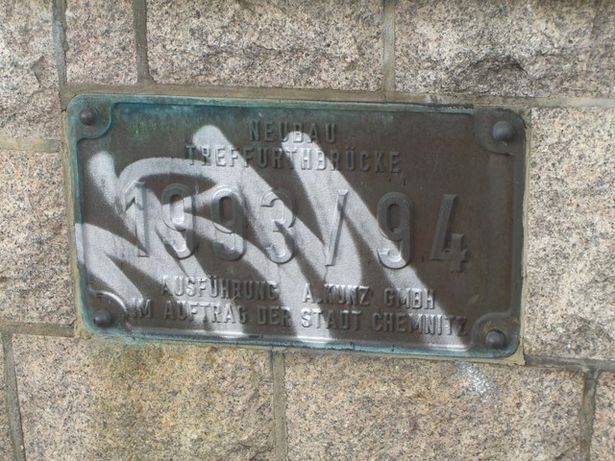 NEUBAU
TREFFURTHBRÜCKE
1993/94
AUSFÜHRUNG A.KUNZ GMBH
IM AUFTRAG DER STADT CHEMNITZ